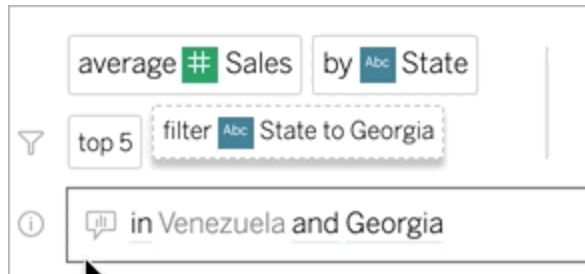 average # Sales by Abc State
top 5 filter Abc State to Georgia
in Venezuela and Georgia